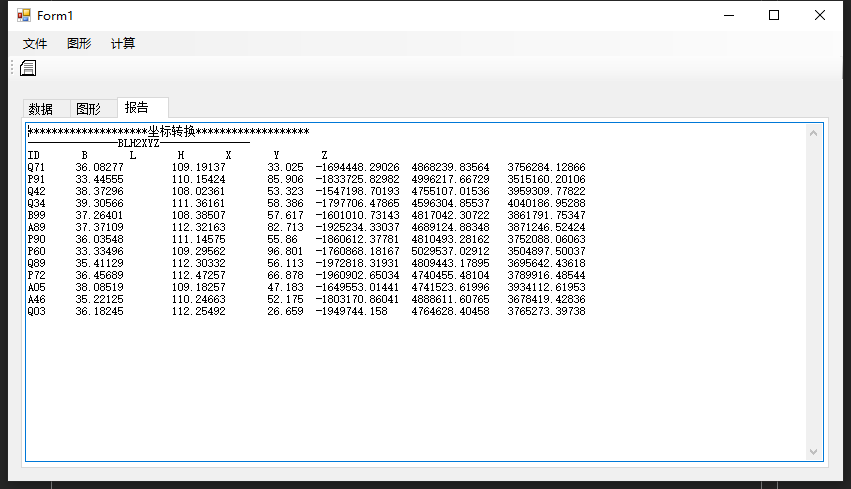 Form1
文件 图形 计算
数据 图形 报告
********************坐标转换*******************
———————————————BLH2XYZ———————————————
ID B L H X Y Z
Q71 36.08277 109.19137 33.025 -1694448.29026 4868239.83564 3756284.12866
P91 33.44555 110.15424 85.906 -1833725.82982 4996217.66729 3515160.20106
Q42 38.37296 108.02361 53.323 -1547198.70193 4755107.01536 3959309.77822
Q34 39.30566 111.36161 58.386 -1797706.47865 4596304.85537 4040186.95288
B99 37.26401 108.38507 57.617 -1601010.73143 4817042.30722 3861791.75347
A89 37.37109 112.32163 82.713 -1925234.33037 4689124.88348 3871246.52424
P90 36.03548 111.14575 55.86 -1860612.37781 4810493.28162 3752088.06063
P60 33.33496 109.29562 96.801 -1760868.18167 5029537.02912 3504897.50037
Q89 35.41129 112.30332 56.113 -1972818.31931 4809443.17895 3695642.43618
P72 36.45689 112.47257 66.878 -1960902.65034 4740455.48104 3789916.48544
A05 38.08519 109.18257 47.183 -1649553.01441 4741523.61996 3934112.61953
A46 35.22125 110.24663 52.175 -1803170.86041 4888611.60765 3678419.42836
Q03 36.18245 112.25492 26.659 -1949744.158 4764628.40458 3765273.39738